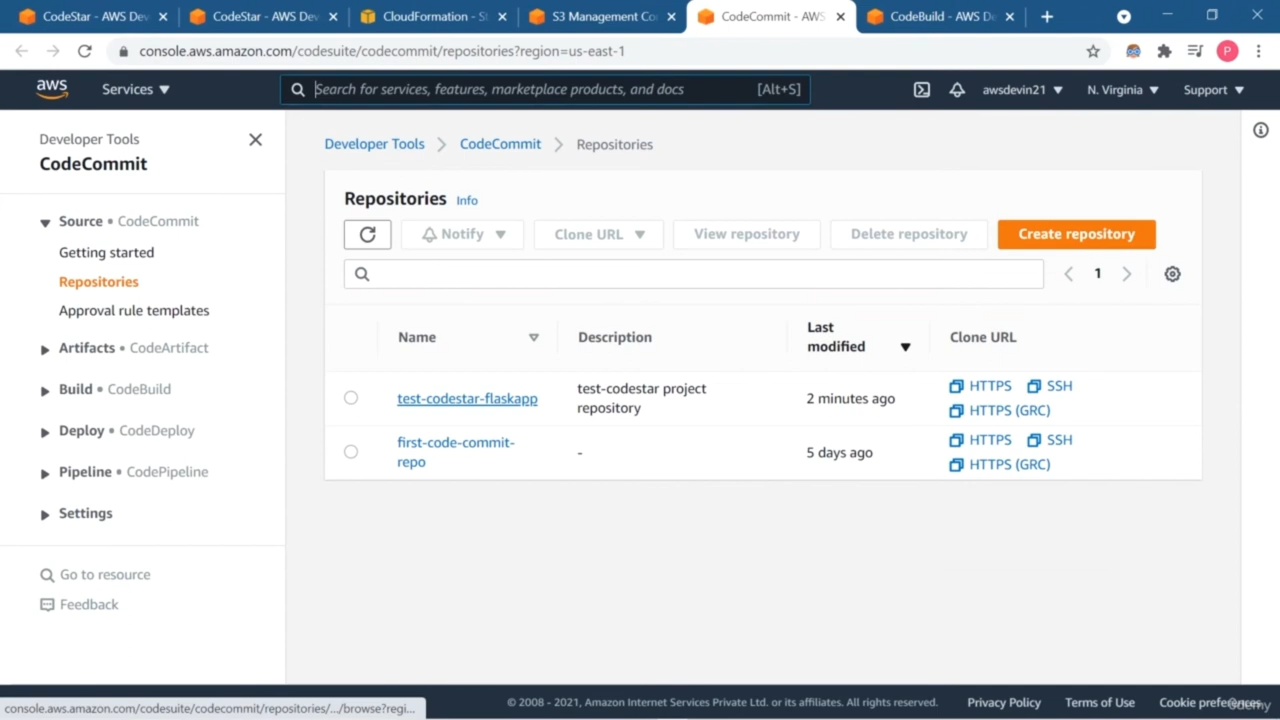 CodeStar - AWS Dev
CodeStar - AWS Dev
CloudFormation - S
S3 Management Co
CodeCommit - AWS
CodeBuild - AWS De
console.aws.amazon.com/codesuite/codecommit/repositories?region=us-east-1
P
aws
Services
Search for services, features, marketplace products, and docs
[Alt+S]
awsdevin21
N. Virginia
Support
Developer Tools
CodeCommit
Source • CodeCommit
Getting started
Repositories
Approval rule templates
Artifacts • CodeArtifact
Build • CodeBuild
Deploy • CodeDeploy
Pipeline • CodePipeline
Settings
Go to resource
Feedback
Developer Tools
CodeCommit
Repositories
Repositories Info
Notify
Clone URL
View repository
Delete repository
Create repository
1
Name
Description
Last
modified
Clone URL
test-codestar-flaskapp
test-codestar project
repository
2 minutes ago
HTTPS SSH
HTTPS (GRC)
first-code-commit-
repo
-
5 days ago
HTTPS SSH
HTTPS (GRC)
console.aws.amazon.com/codesuite/codecommit/repositories/.../browse?regi...
© 2008 - 2021, Amazon Internet Services Private Ltd. or its affiliates. All rights reserved.
Privacy Policy
Terms of Use
Cookie preferences
Udemy